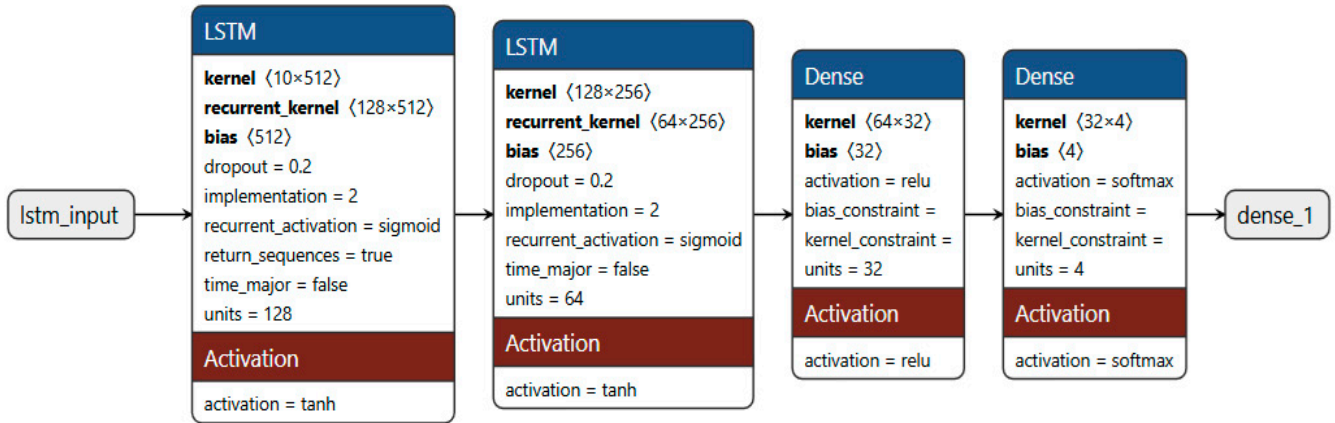 lstm_input
LSTM
kernel ⟨10×512⟩
recurrent_kernel ⟨128×512⟩
bias ⟨512⟩
dropout = 0.2
implementation = 2
recurrent_activation = sigmoid
return_sequences = true
time_major = false
units = 128
Activation
activation = tanh
LSTM
kernel ⟨128×256⟩
recurrent_kernel ⟨64×256⟩
bias ⟨256⟩
dropout = 0.2
implementation = 2
recurrent_activation = sigmoid
time_major = false
units = 64
Activation
activation = tanh
Dense
kernel ⟨64×32⟩
bias ⟨32⟩
activation = relu
bias_constraint =
kernel_constraint =
units = 32
Activation
activation = relu
Dense
kernel ⟨32×4⟩
bias ⟨4⟩
activation = softmax
bias_constraint =
kernel_constraint =
units = 4
Activation
activation = softmax
dense_1